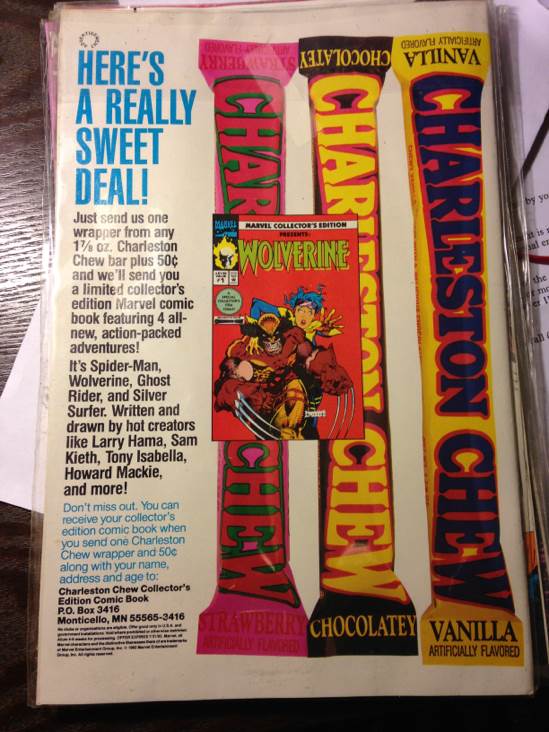 HERE'S
A REALLY
SWEET
DEAL!
Just send us one
wrapper from any
1⅞ oz. Charleston
Chew bar plus 50¢
and we'll send you
a limited collector's
edition Marvel comic
book featuring 4 all-
new, action-packed
adventures!
It's Spider-Man,
Wolverine, Ghost
Rider, and Silver
Surfer. Written and
drawn by hot creators
like Larry Hama, Sam
Kieth, Tony Isabella,
Howard Mackie,
and more!
Don't miss out. You can
receive your collector's
edition comic book when
you send one Charleston
Chew wrapper and 50¢
along with your name,
address and age to:
Charleston Chew Collector's
Edition Comic Book
P.O. Box 3416
Monticello, MN 55565-3416
STRAWBERRY
CHAR
CHEW
STRAWBERRY
ARTIFICIALLY FLAVORED
CHOCOLATEY
CHARLESTON CHEW
CHOCOLATEY
VANILLA
ARTIFICIALLY FLAVORED
CHARLESTON CHEW
VANILLA
ARTIFICIALLY FLAVORED
MARVEL
MARVEL COLLECTOR'S EDITION
PRESENTS:
WOLVERINE
#1